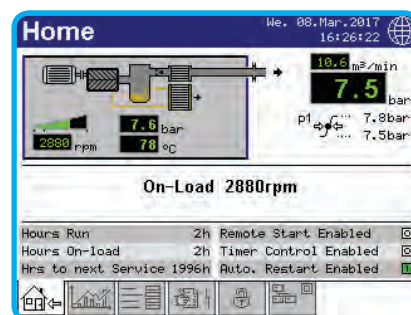 Home
We. 08.Mar.2017
16:26:22
10.6 m³/min
7.5 bar
p1 7.8bar
7.5bar
7.6 bar
2880 rpm 78 °C
On-Load 2880rpm
Hours Run 2h Remote Start Enabled
Hours On-load 2h Timer Control Enabled
Hrs to next Service 1996h Auto. Restart Enabled